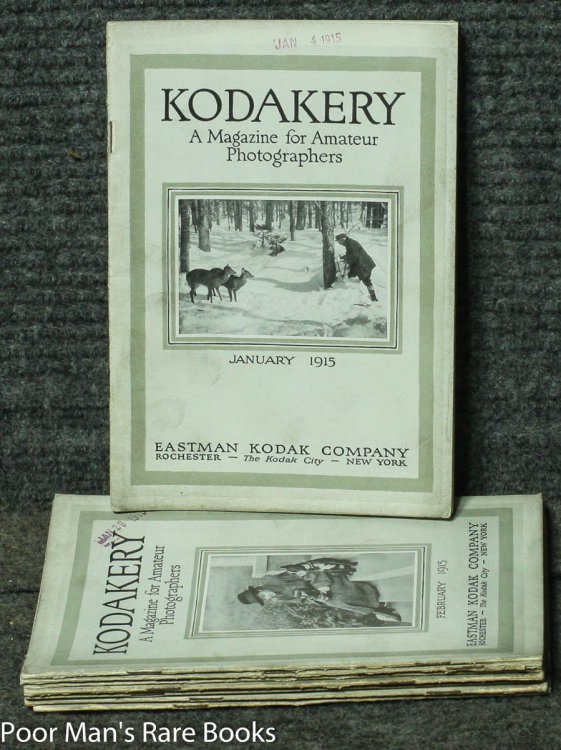 JAN 4 1915
KODAKERY
A Magazine for Amateur
Photographers
JANUARY 1915
EASTMAN KODAK COMPANY
ROCHESTER — The Kodak City — NEW YORK
JAN 20
KODAKERY
A Magazine for Amateur
Photographers
FEBRUARY 1915
EASTMAN KODAK COMPANY
ROCHESTER — The Kodak City — NEW YORK
Poor Man's Rare Books